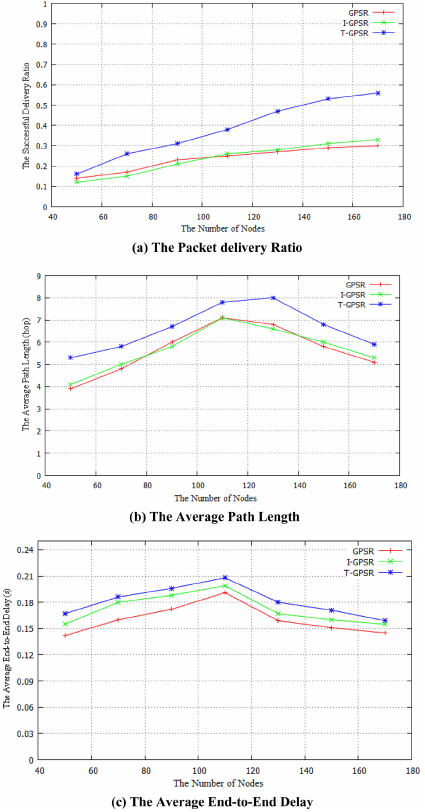 1
0.9
0.8
0.7
0.6
0.5
0.4
0.3
0.2
0.1
0
The Successful Delivery Ratio
GPSR
I-GPSR
T-GPSR
40 60 80 100 120 140 160 180
The Number of Nodes
(a) The Packet delivery Ratio
9
8
7
6
5
4
3
2
1
0
The Average Path Length(hop)
GPSR
I-GPSR
T-GPSR
40 60 80 100 120 140 160 180
The Number of Nodes
(b) The Average Path Length
0.24
0.21
0.18
0.15
0.12
0.09
0.06
0.03
0
The Average End-to-End Delay(s)
GPSR
I-GPSR
T-GPSR
40 60 80 100 120 140 160 180
The Number of Nodes
(c) The Average End-to-End Delay